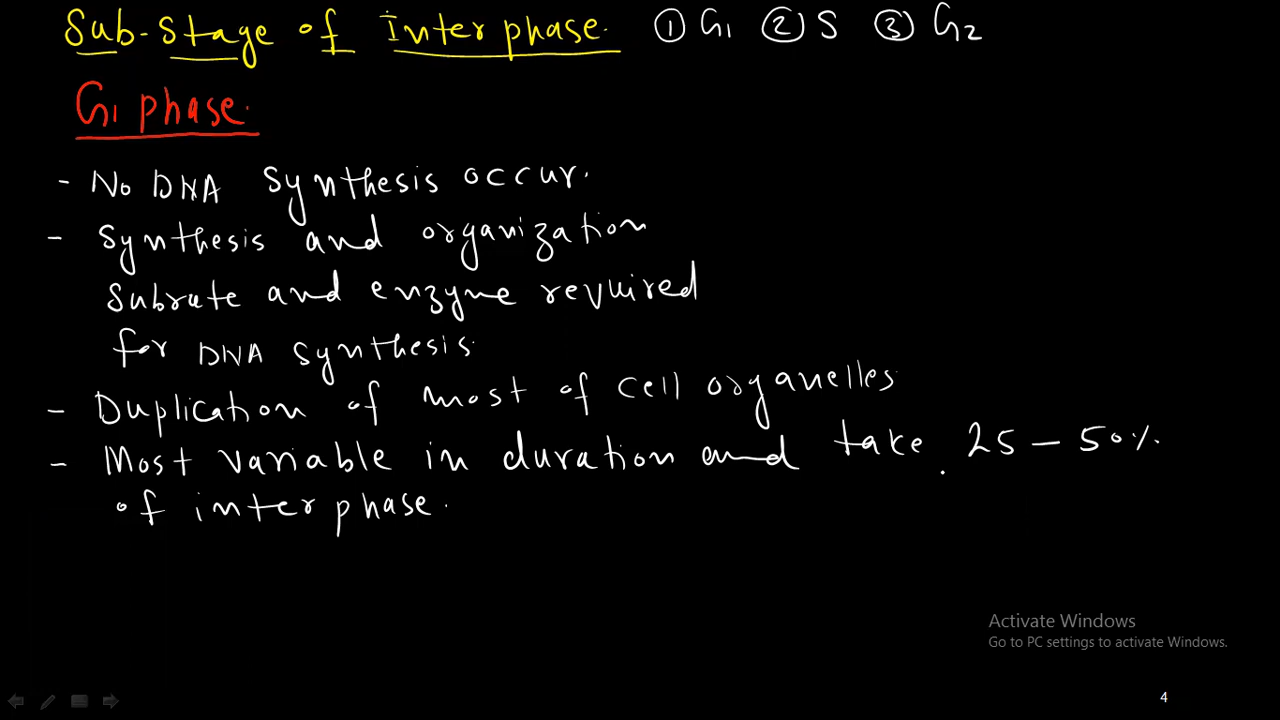 Sub-Stage of Interphase. ① G1 ② S ③ G2
G1 phase.
- No DNA Synthesis occur.
- Synthesis and organization
Subrate and enzyne revuired
for DNA synthesis.
- Duplication of most of cell organelles
- Most variable in duration and take 25 - 50%
of interphase.
Activate Windows
Go to PC settings to activate Windows.
4